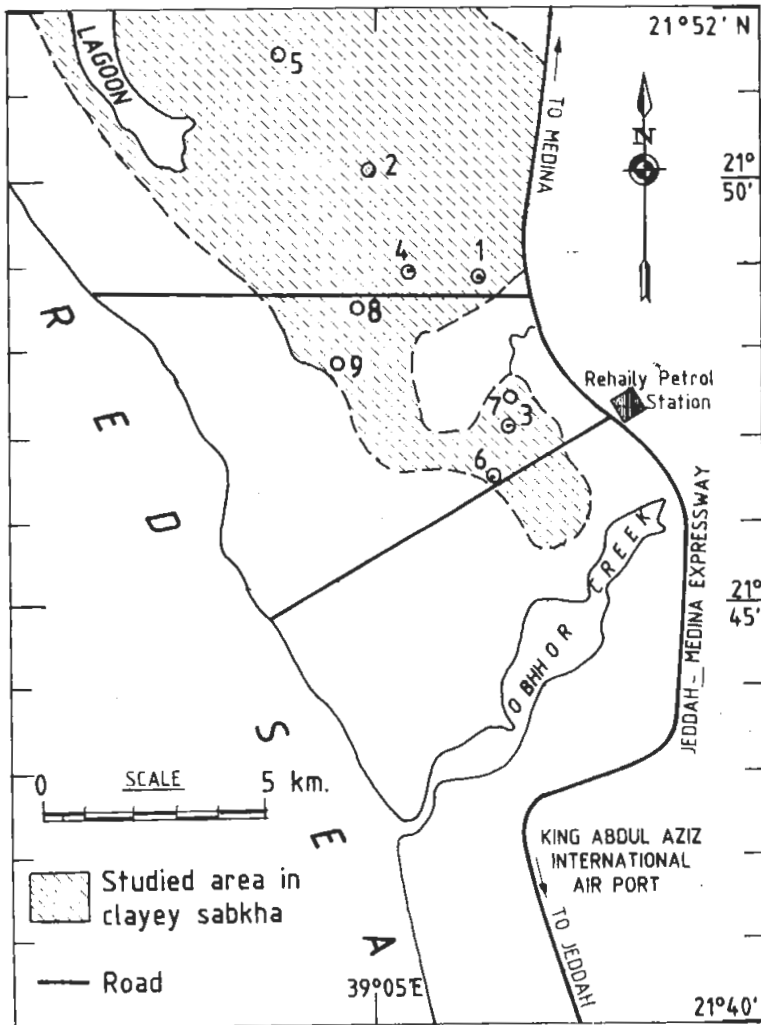 21°52' N
LAGOON
5
TO MEDINA
N
2
21°
50'
4
1
8
9
Rehaily Petrol
Station
7
3
6
RED SEA
OBHHOR CREEK
21°
45'
JEDDAH - MEDINA EXPRESSWAY
0 SCALE 5 km.
KING ABDUL AZIZ
INTERNATIONAL
AIR PORT
Studied area in
clayey sabkha
TO JEDDAH
Road
39°05'E
21°40'